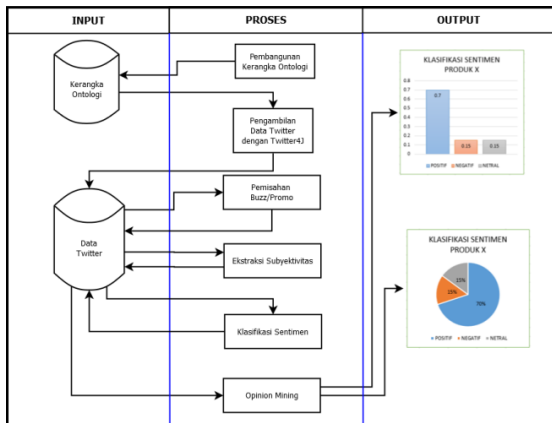 INPUT
PROSES
OUTPUT
Kerangka
Ontologi
Pembangunan
Kerangka Ontologi
Pengambilan
Data Twitter
dengan Twitter4J
Data
Twitter
Pemisahan
Buzz/Promo
Ekstraksi Subyektivitas
Klasifikasi Sentimen
Opinion Mining
KLASIFIKASI SENTIMEN
PRODUK X
0.8
0.7
0.6
0.5
0.4
0.3
0.2
0.1
0
0.7
0.15
0.15
POSITIF NEGATIF NETRAL
KLASIFIKASI SENTIMEN
PRODUK X
15%
15%
70%
POSITIF NEGATIF NETRAL